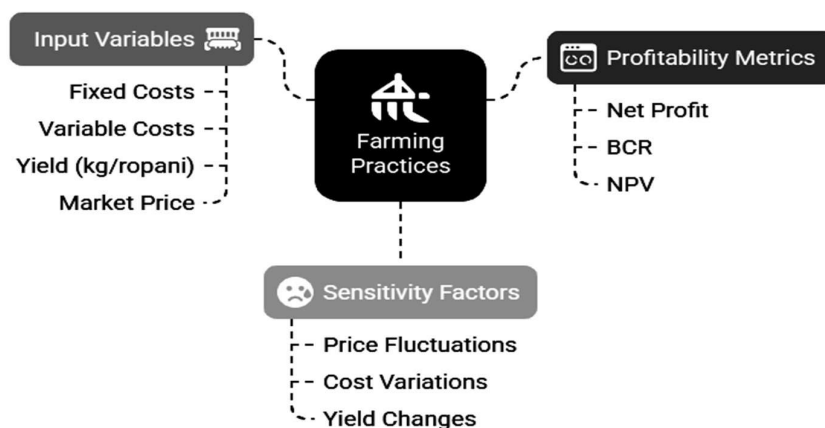 Input Variables
Fixed Costs
Variable Costs
Yield (kg/ropani)
Market Price
Farming
Practices
Profitability Metrics
Net Profit
BCR
NPV
Sensitivity Factors
Price Fluctuations
Cost Variations
Yield Changes